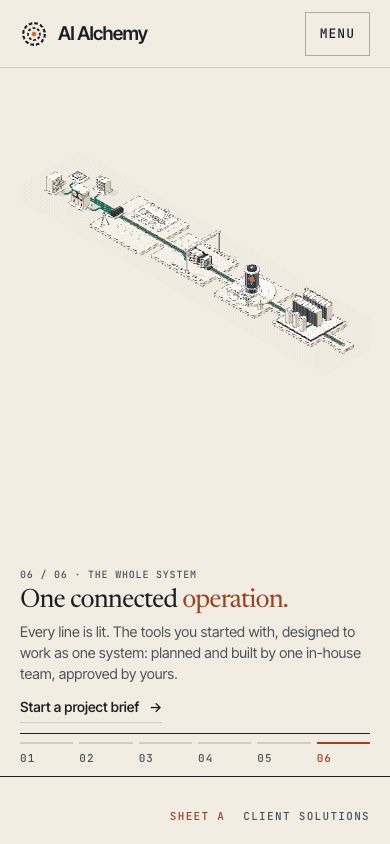 AI Alchemy
MENU
06 / 06 · THE WHOLE SYSTEM
One connected operation.
Every line is lit. The tools you started with, designed to
work as one system: planned and built by one in-house
team, approved by yours.
Start a project brief →
01 02 03 04 05 06
SHEET A CLIENT SOLUTIONS